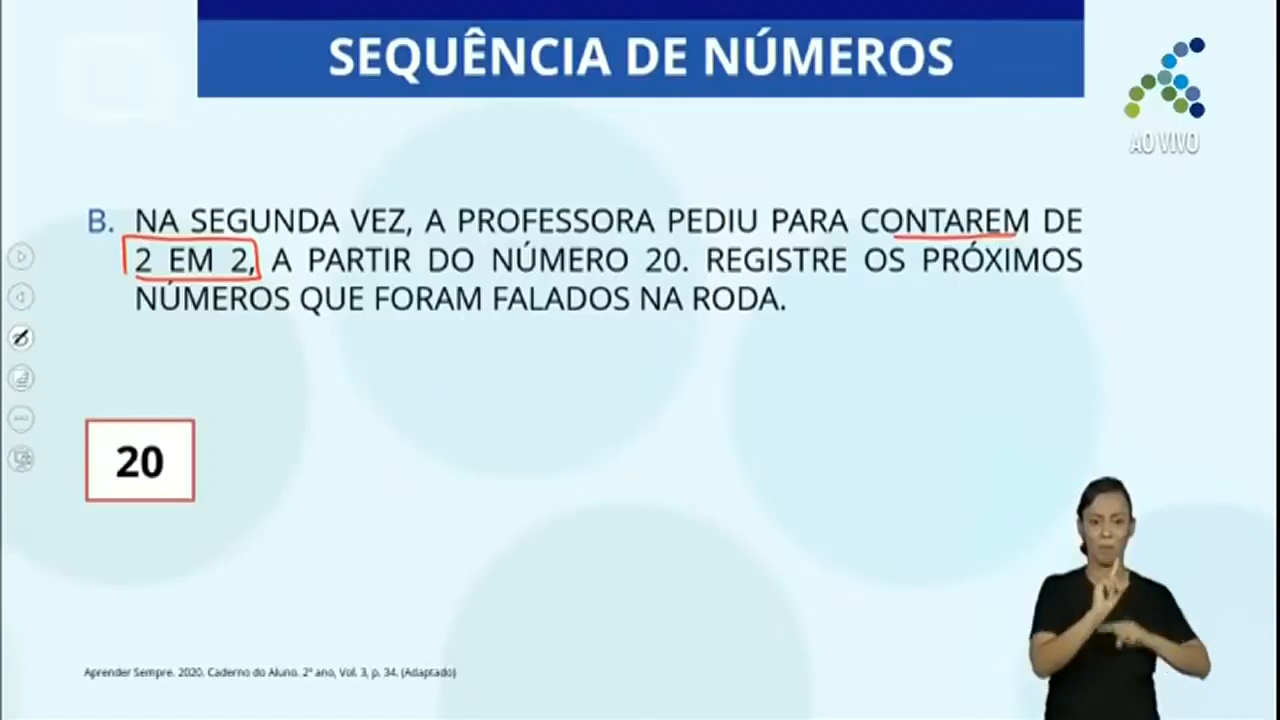 SEQUÊNCIA DE NÚMEROS
AO VIVO
B. NA SEGUNDA VEZ, A PROFESSORA PEDIU PARA CONTAREM DE
2 EM 2, A PARTIR DO NÚMERO 20. REGISTRE OS PRÓXIMOS
NÚMEROS QUE FORAM FALADOS NA RODA.
20
Aprender Sempre. 2020. Caderno do Aluno. 2º ano, Vol. 3, p. 34. (Adaptado)